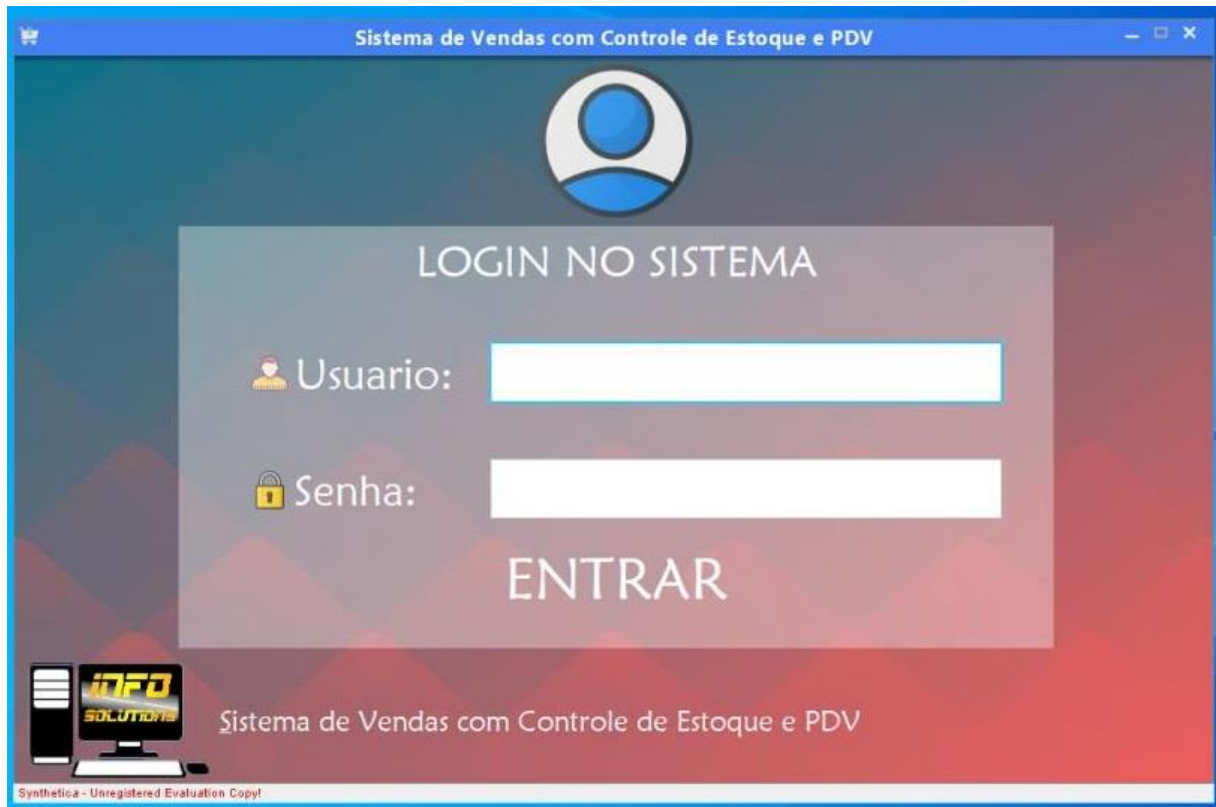 Sistema de Vendas com Controle de Estoque e PDV
LOGIN NO SISTEMA
Usuario:
Senha:
ENTRAR
INFO
SOLUTIONS
Sistema de Vendas com Controle de Estoque e PDV
Synthetica - Unregistered Evaluation Copy!